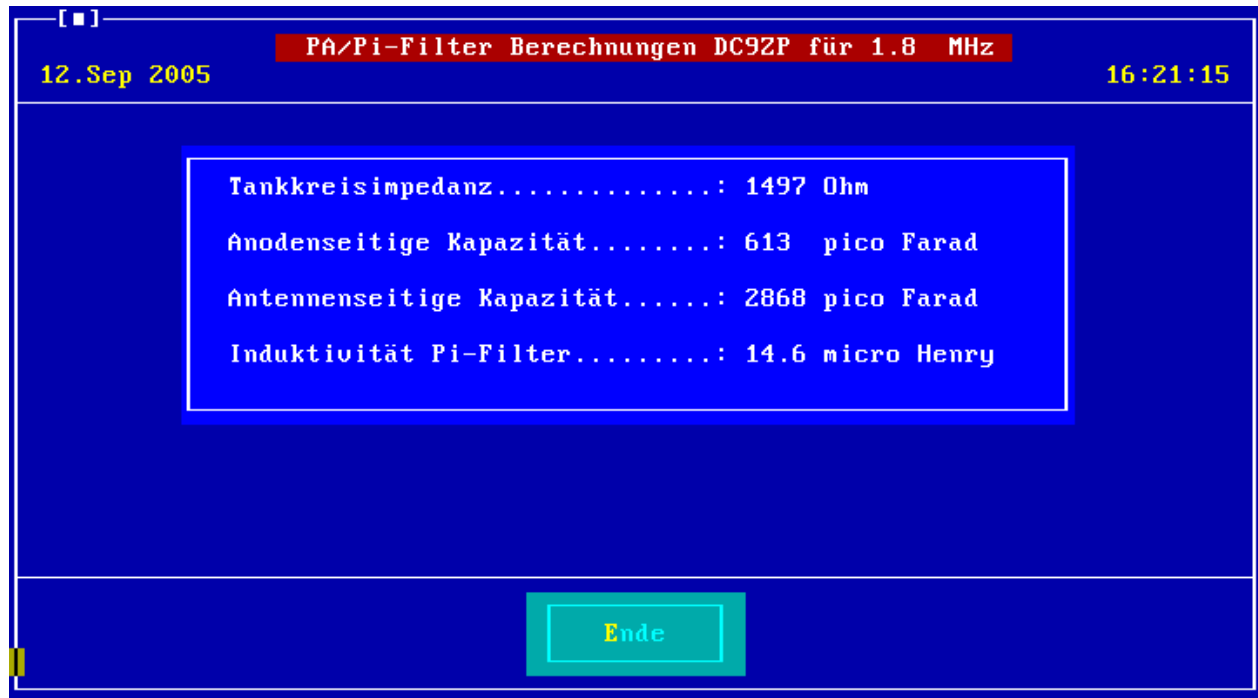 [■]
PA/Pi-Filter Berechnungen DC9ZP für 1.8 MHz
12.Sep 2005 16:21:15
Tankkreisimpedanz..............: 1497 Ohm
Anodenseitige Kapazität........: 613 pico Farad
Antennenseitige Kapazität......: 2868 pico Farad
Induktivität Pi-Filter.........: 14.6 micro Henry
Ende